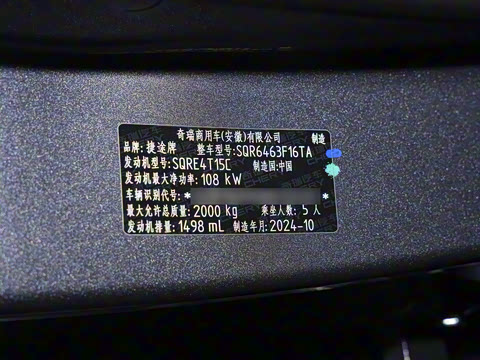 奇瑞商用车(安徽)有限公司 制造
品牌: 捷途牌 整车型号:SQR6463F16TA
发动机型号:SQRE4T15C 制造国:中国
发动机最大净功率: 108 kW
车辆识别代号: * *
最大允许总质量: 2000 kg 乘坐人数: 5 人
发动机排量: 1498 mL 制造年月:2024-10